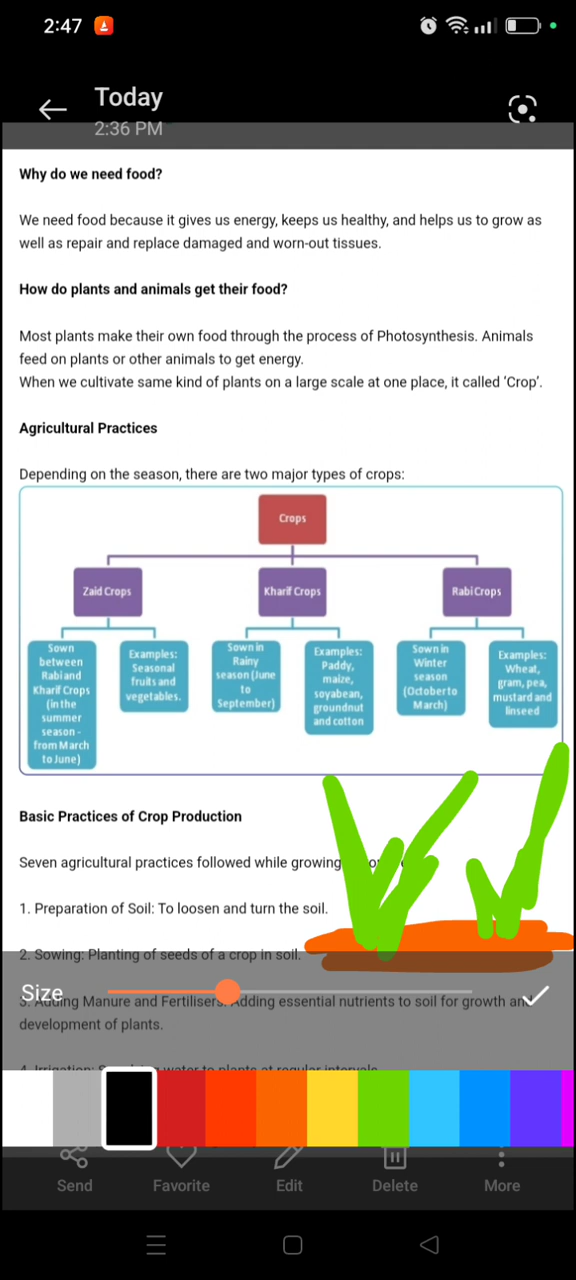 2:47
Today
2:36 PM
Why do we need food?
We need food because it gives us energy, keeps us healthy, and helps us to grow as
well as repair and replace damaged and worn-out tissues.
How do plants and animals get their food?
Most plants make their own food through the process of Photosynthesis. Animals
feed on plants or other animals to get energy.
When we cultivate same kind of plants on a large scale at one place, it called ‘Crop’.
Agricultural Practices
Depending on the season, there are two major types of crops:
Crops
Zaid Crops
Kharif Crops
Rabi Crops
Sown
between
Rabi and
Kharif Crops
(in the
summer
season -
from March
to June)
Examples:
Seasonal
fruits and
vegetables.
Sown in
Rainy
season (June
to
September)
Examples:
Paddy,
maize,
soyabean,
groundnut
and cotton
Sown in
Winter
season
(October to
March)
Examples:
Wheat,
gram, pea,
mustard and
linseed
Basic Practices of Crop Production
Seven agricultural practices followed while growing
1. Preparation of Soil: To loosen and turn the soil.
2. Sowing: Planting of seeds of a crop in soil.
Size
3. Adding Manure and Fertilisers: Adding essential nutrients to soil for growth and
development of plants.
4. Irrigation: water to plants at regular intervals
Send
Favorite
Edit
Delete
More